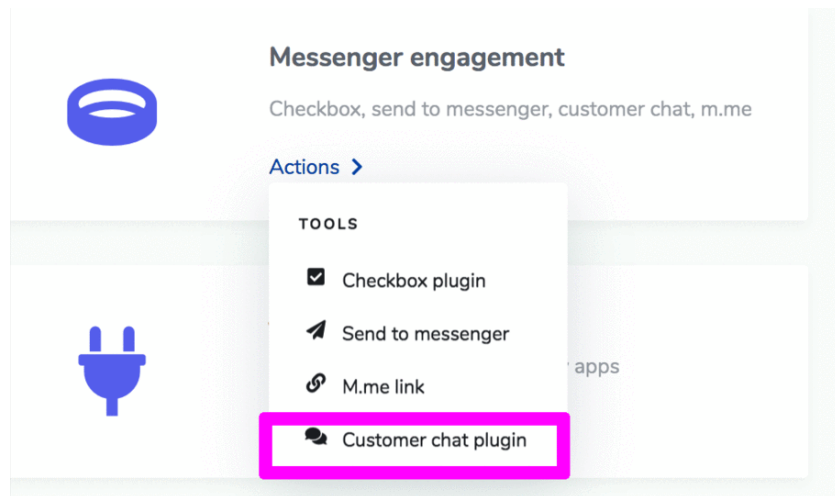 Messenger engagement
Checkbox, send to messenger, customer chat, m.me
Actions
TOOLS
Checkbox plugin
Send to messenger
apps
M.me link
Customer chat plugin